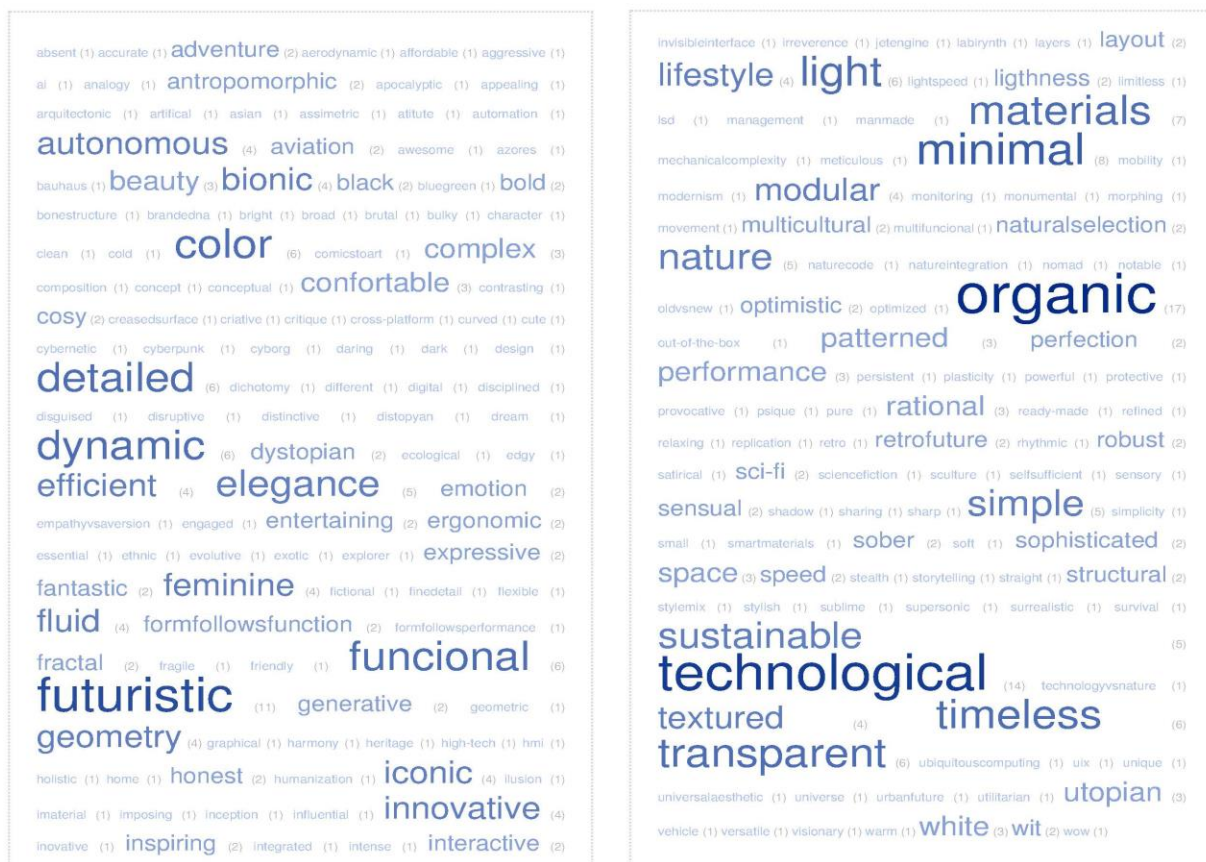 absent (1) accurate (1) adventure (2) aerodynamic (1) affordable (1) aggressive (1)
ai (1) analogy (1) antropomorphic (2) apocalyptic (1) appealing (1)
arquitectonic (1) artifical (1) asian (1) assimetric (1) atitute (1) automation (1)
autonomous (4) aviation (2) awesome (1) azores (1)
bauhaus (1) beauty (3) bionic (4) black (2) bluegreen (1) bold (2)
bonestructure (1) brandedna (1) bright (1) broad (1) brutal (1) bulky (1) character (1)
clean (1) cold (1) color (6) comicstoart (1) complex (3)
composition (1) concept (1) conceptual (1) confortable (3) contrasting (1)
cosy (2) creasedsurface (1) criative (1) critique (1) cross-platform (1) curved (1) cute (1)
cybernetic (1) cyberpunk (1) cyborg (1) daring (1) dark (1) design (1)
detailed (6) dichotomy (1) different (1) digital (1) disciplined (1)
disguised (1) disruptive (1) distinctive (1) distopyan (1) dream (1)
dynamic (6) dystopian (2) ecological (1) edgy (1)
efficient (4) elegance (5) emotion (2)
empathyvsaversion (1) engaged (1) entertaining (2) ergonomic (2)
essential (1) ethnic (1) evolutive (1) exotic (1) explorer (1) expressive (2)
fantastic (2) feminine (4) fictional (1) finedetail (1) flexible (1)
fluid (4) formfollowsfunction (2) formfollowsperformance (1)
fractal (2) fragile (1) friendly (1) funcional (6)
futuristic (11) generative (2) geometric (1)
geometry (4) graphical (1) harmony (1) heritage (1) high-tech (1) hmi (1)
holistic (1) home (1) honest (2) humanization (1) iconic (4) ilusion (1)
imaterial (1) imposing (1) inception (1) influential (1) innovative (4)
inovative (1) inspiring (2) integrated (1) intense (1) interactive (2)
invisibleinterface (1) irreverence (1) jetengine (1) labirynth (1) layers (1) layout (2)
lifestyle (4) light (6) lightspeed (1) ligthness (2) limitless (1)
lsd (1) management (1) manmade (1) materials (7)
mechanicalcomplexity (1) meticulous (1) minimal (8) mobility (1)
modernism (1) modular (4) monitoring (1) monumental (1) morphing (1)
movement (1) multicultural (2) multifuncional (1) naturalselection (2)
nature (5) naturecode (1) natureintegration (1) nomad (1) notable (1)
oldvsnew (1) optimistic (2) optimized (1) organic (17)
out-of-the-box (1) patterned (3) perfection (2)
performance (3) persistent (1) plasticity (1) powerful (1) protective (1)
provocative (1) psique (1) pure (1) rational (3) ready-made (1) refined (1)
relaxing (1) replication (1) retro (1) retrofuture (2) rhythmic (1) robust (2)
satirical (1) sci-fi (2) sciencefiction (1) sculture (1) selfsufficient (1) sensory (1)
sensual (2) shadow (1) sharing (1) sharp (1) simple (5) simplicity (1)
small (1) smartmaterials (1) sober (2) soft (1) sophisticated (2)
space (3) speed (2) stealth (1) storytelling (1) straight (1) structural (2)
stylemix (1) stylish (1) sublime (1) supersonic (1) surrealistic (1) survival (1)
sustainable (5)
technological (14) technologyvsnature (1)
textured (4) timeless (6)
transparent (6) ubiquitouscomputing (1) uix (1) unique (1)
universalaesthetic (1) universe (1) urbanfuture (1) utilitarian (1) utopian (3)
vehicle (1) versatile (1) visionary (1) warm (1) white (3) wit (2) wow (1)